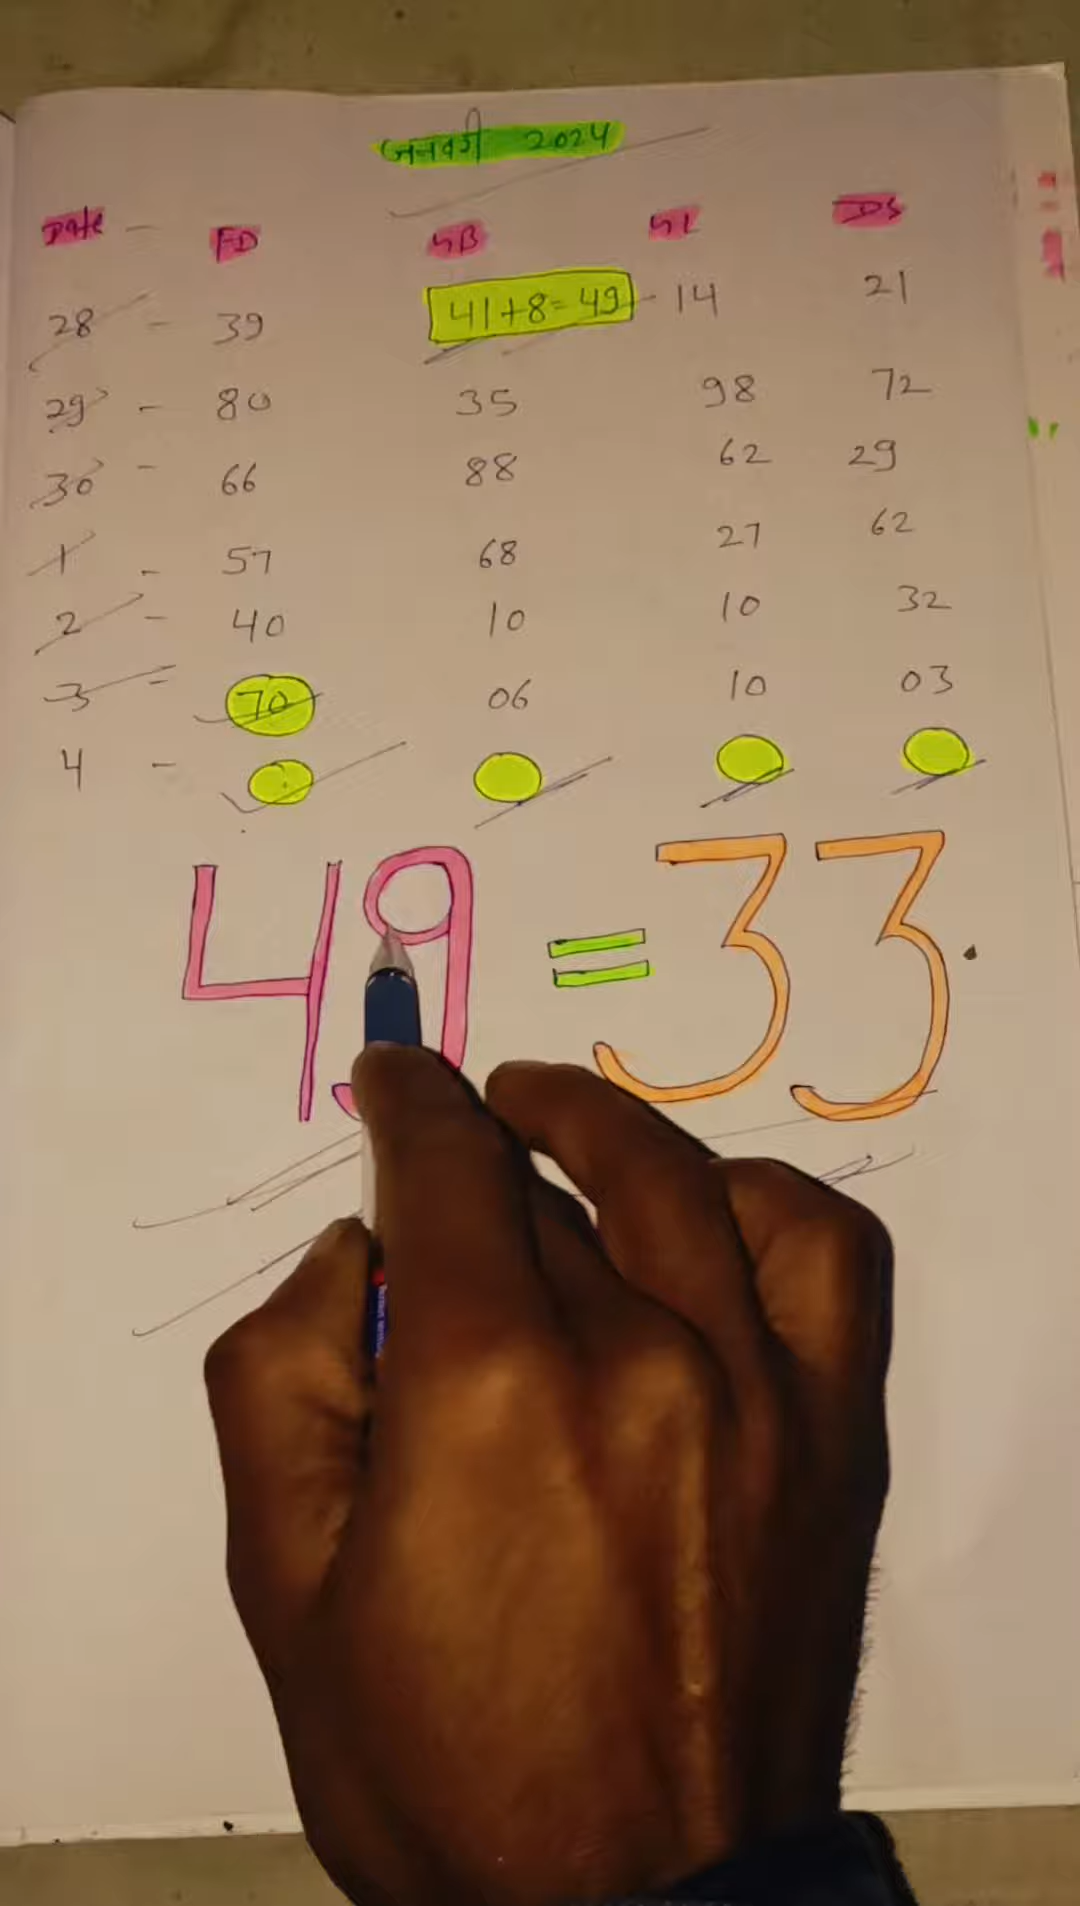 जनवरी 2024
Date - FD GB GL DS
28 - 39 41+8=49 - 14 21
29 - 80 35 98 72
30 - 66 88 62 29
1 - 57 68 27 62
2 - 40 10 10 32
3 = 70 06 10 03
4 -
49 = 33